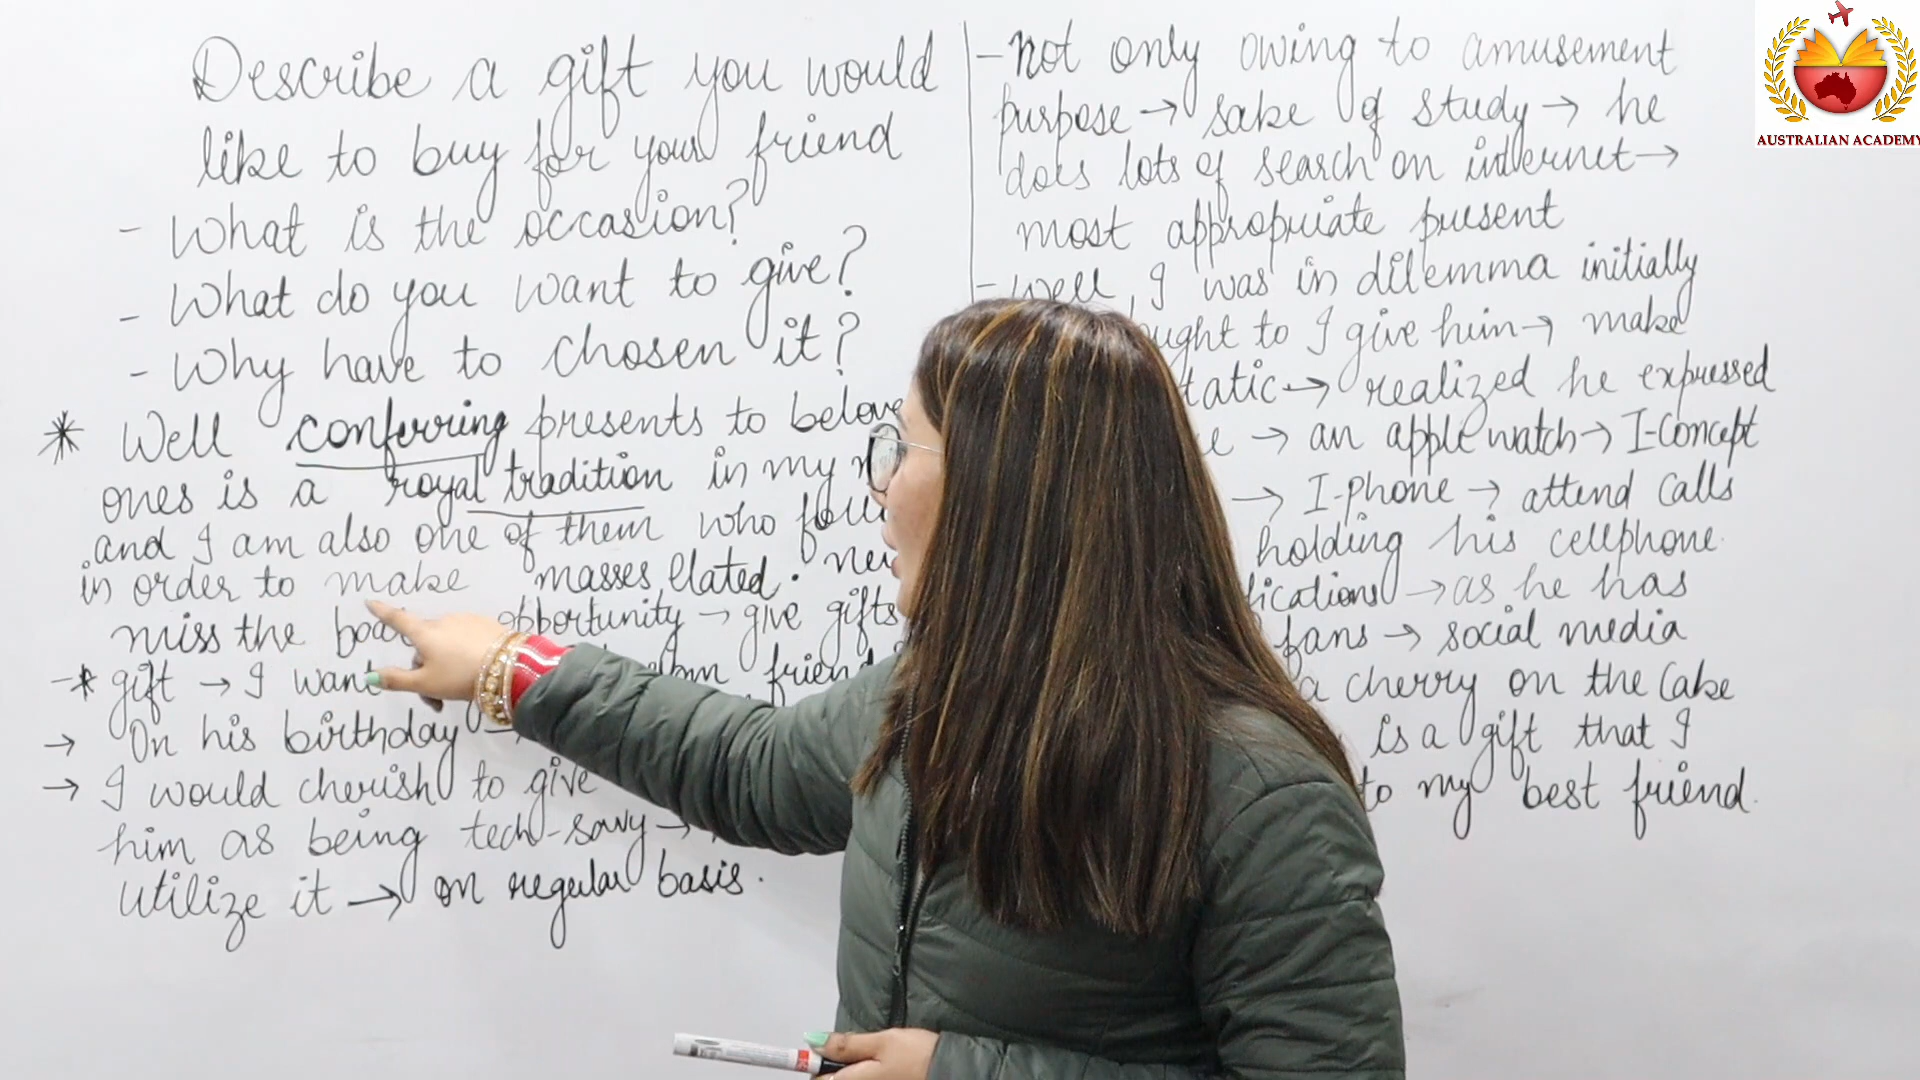 Describe a gift you would
like to buy for your friend
- What is the occasion?
- What do you want to give?
- Why have to chosen it?
* Well conferring presents to
ones is a royal tradition in my
and I am also one of them who
in order to make masses elated.
miss the opportunity → give gifts
-* gift → I want
→ On his birthday →
→ I would cherish to give
him as being tech-savy →
utilize it → on regular basis.
- not only owing to amusement
purpose → sake of study → he
does lots of search on internet →
most appropriate present
- well, I was in dilemma initially
to I give him → make
→ realized he expressed
→ an apple watch → I-Concept
→ I-phone → attend calls
holding his cellphone.
→ as he has
fans → social media
a cherry on the cake
is a gift that I
to my best friend.
AUSTRALIAN ACADEMY